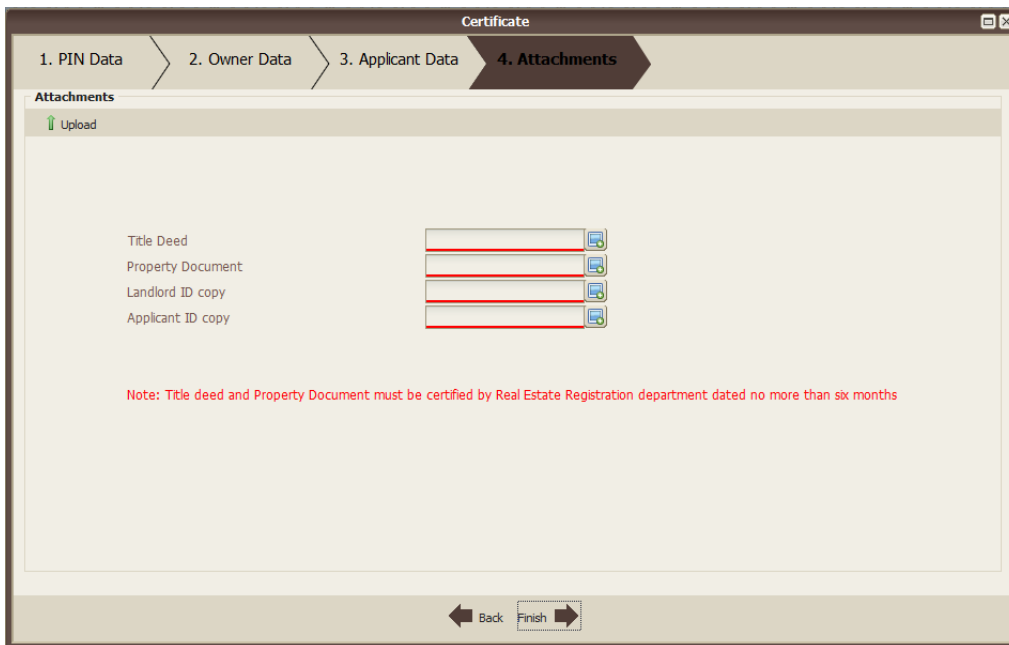 Certificate
1. PIN Data
2. Owner Data
3. Applicant Data
4. Attachments
Attachments
Upload
Title Deed
Property Document
Landlord ID copy
Applicant ID copy
Note: Title deed and Property Document must be certified by Real Estate Registration department dated no more than six months
Back Finish